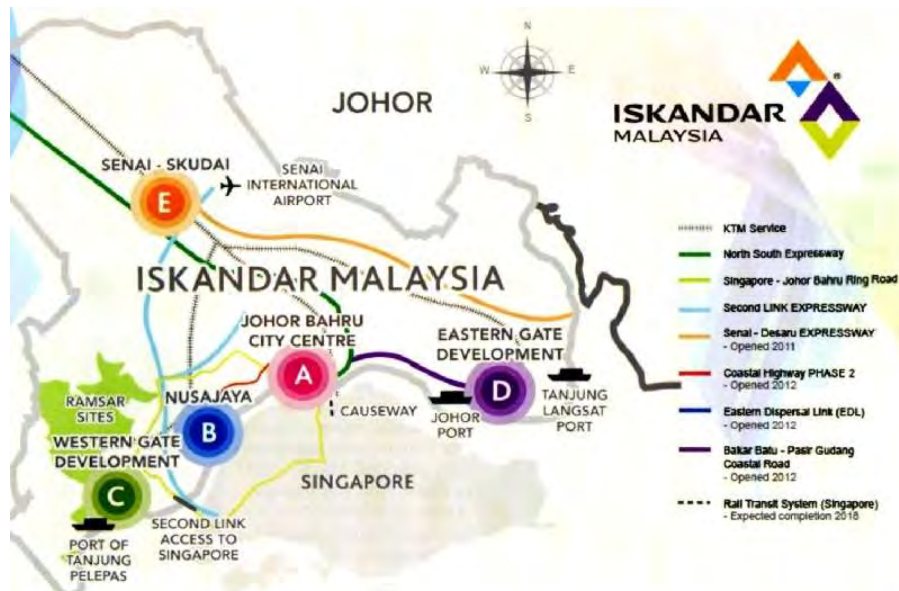 N
W
E
S
JOHOR
ISKANDAR
MALAYSIA
®
SENAI - SKUDAI
E
SENAI
INTERNATIONAL
AIRPORT
ISKANDAR MALAYSIA
JOHOR BAHRU
CITY CENTRE
A
EASTERN GATE
DEVELOPMENT
D
RAMSAR
SITES
NUSAJAYA
B
CAUSEWAY
JOHOR
PORT
TANJUNG
LANGSAT
PORT
WESTERN GATE
DEVELOPMENT
C
SINGAPORE
SECOND LINK
ACCESS TO
SINGAPORE
PORT OF
TANJUNG
PELEPAS
KTM Service
North South Expressway
Singapore - Johor Bahru Ring Road
Second LINK EXPRESSWAY
Senai - Desaru EXPRESSWAY
- Opened 2011
Coastal Highway PHASE 2
- Opened 2012
Eastern Dispersal Link (EDL)
- Opened 2012
Bakar Batu - Pasir Gudang
Coastal Road
- Opened 2012
Rail Transit System (Singapore)
- Expected completion 2018